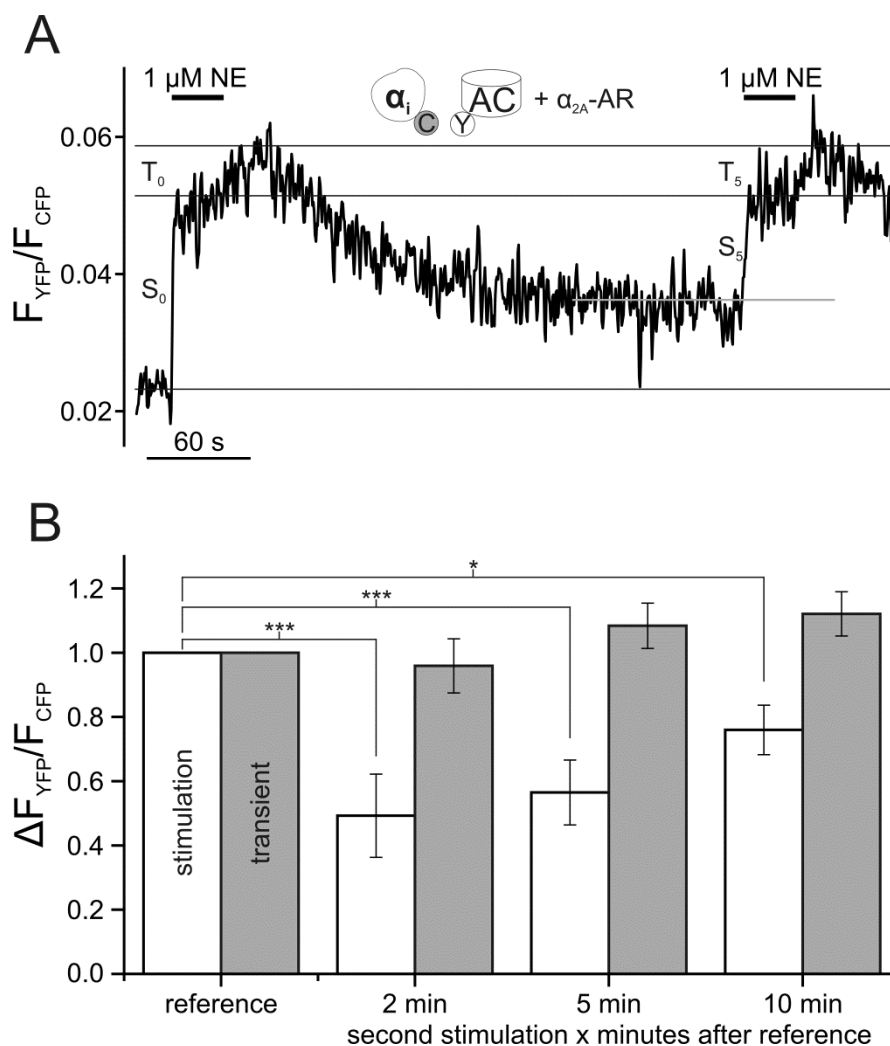 A
1 µM NE
αi C Y AC + α2A-AR
1 µM NE
0.06
T0
T5
FYFP/FCFP
0.04
S0
S5
0.02
60 s
B
*
***
***
1.2
1.0
0.8
0.6
0.4
0.2
0.0
ΔFYFP/FCFP
stimulation
transient
reference
2 min
5 min
10 min
second stimulation x minutes after reference